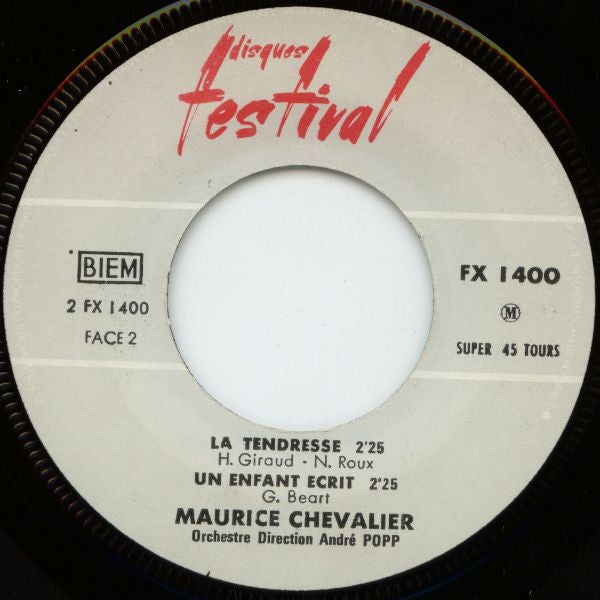 disques
festival
BIEM
2 FX 1400
FACE 2
FX 1400
M
SUPER 45 TOURS
LA TENDRESSE 2'25
H. Giraud - N. Roux
UN ENFANT ECRIT 2'25
G. Beart
MAURICE CHEVALIER
Orchestre Direction André POPP